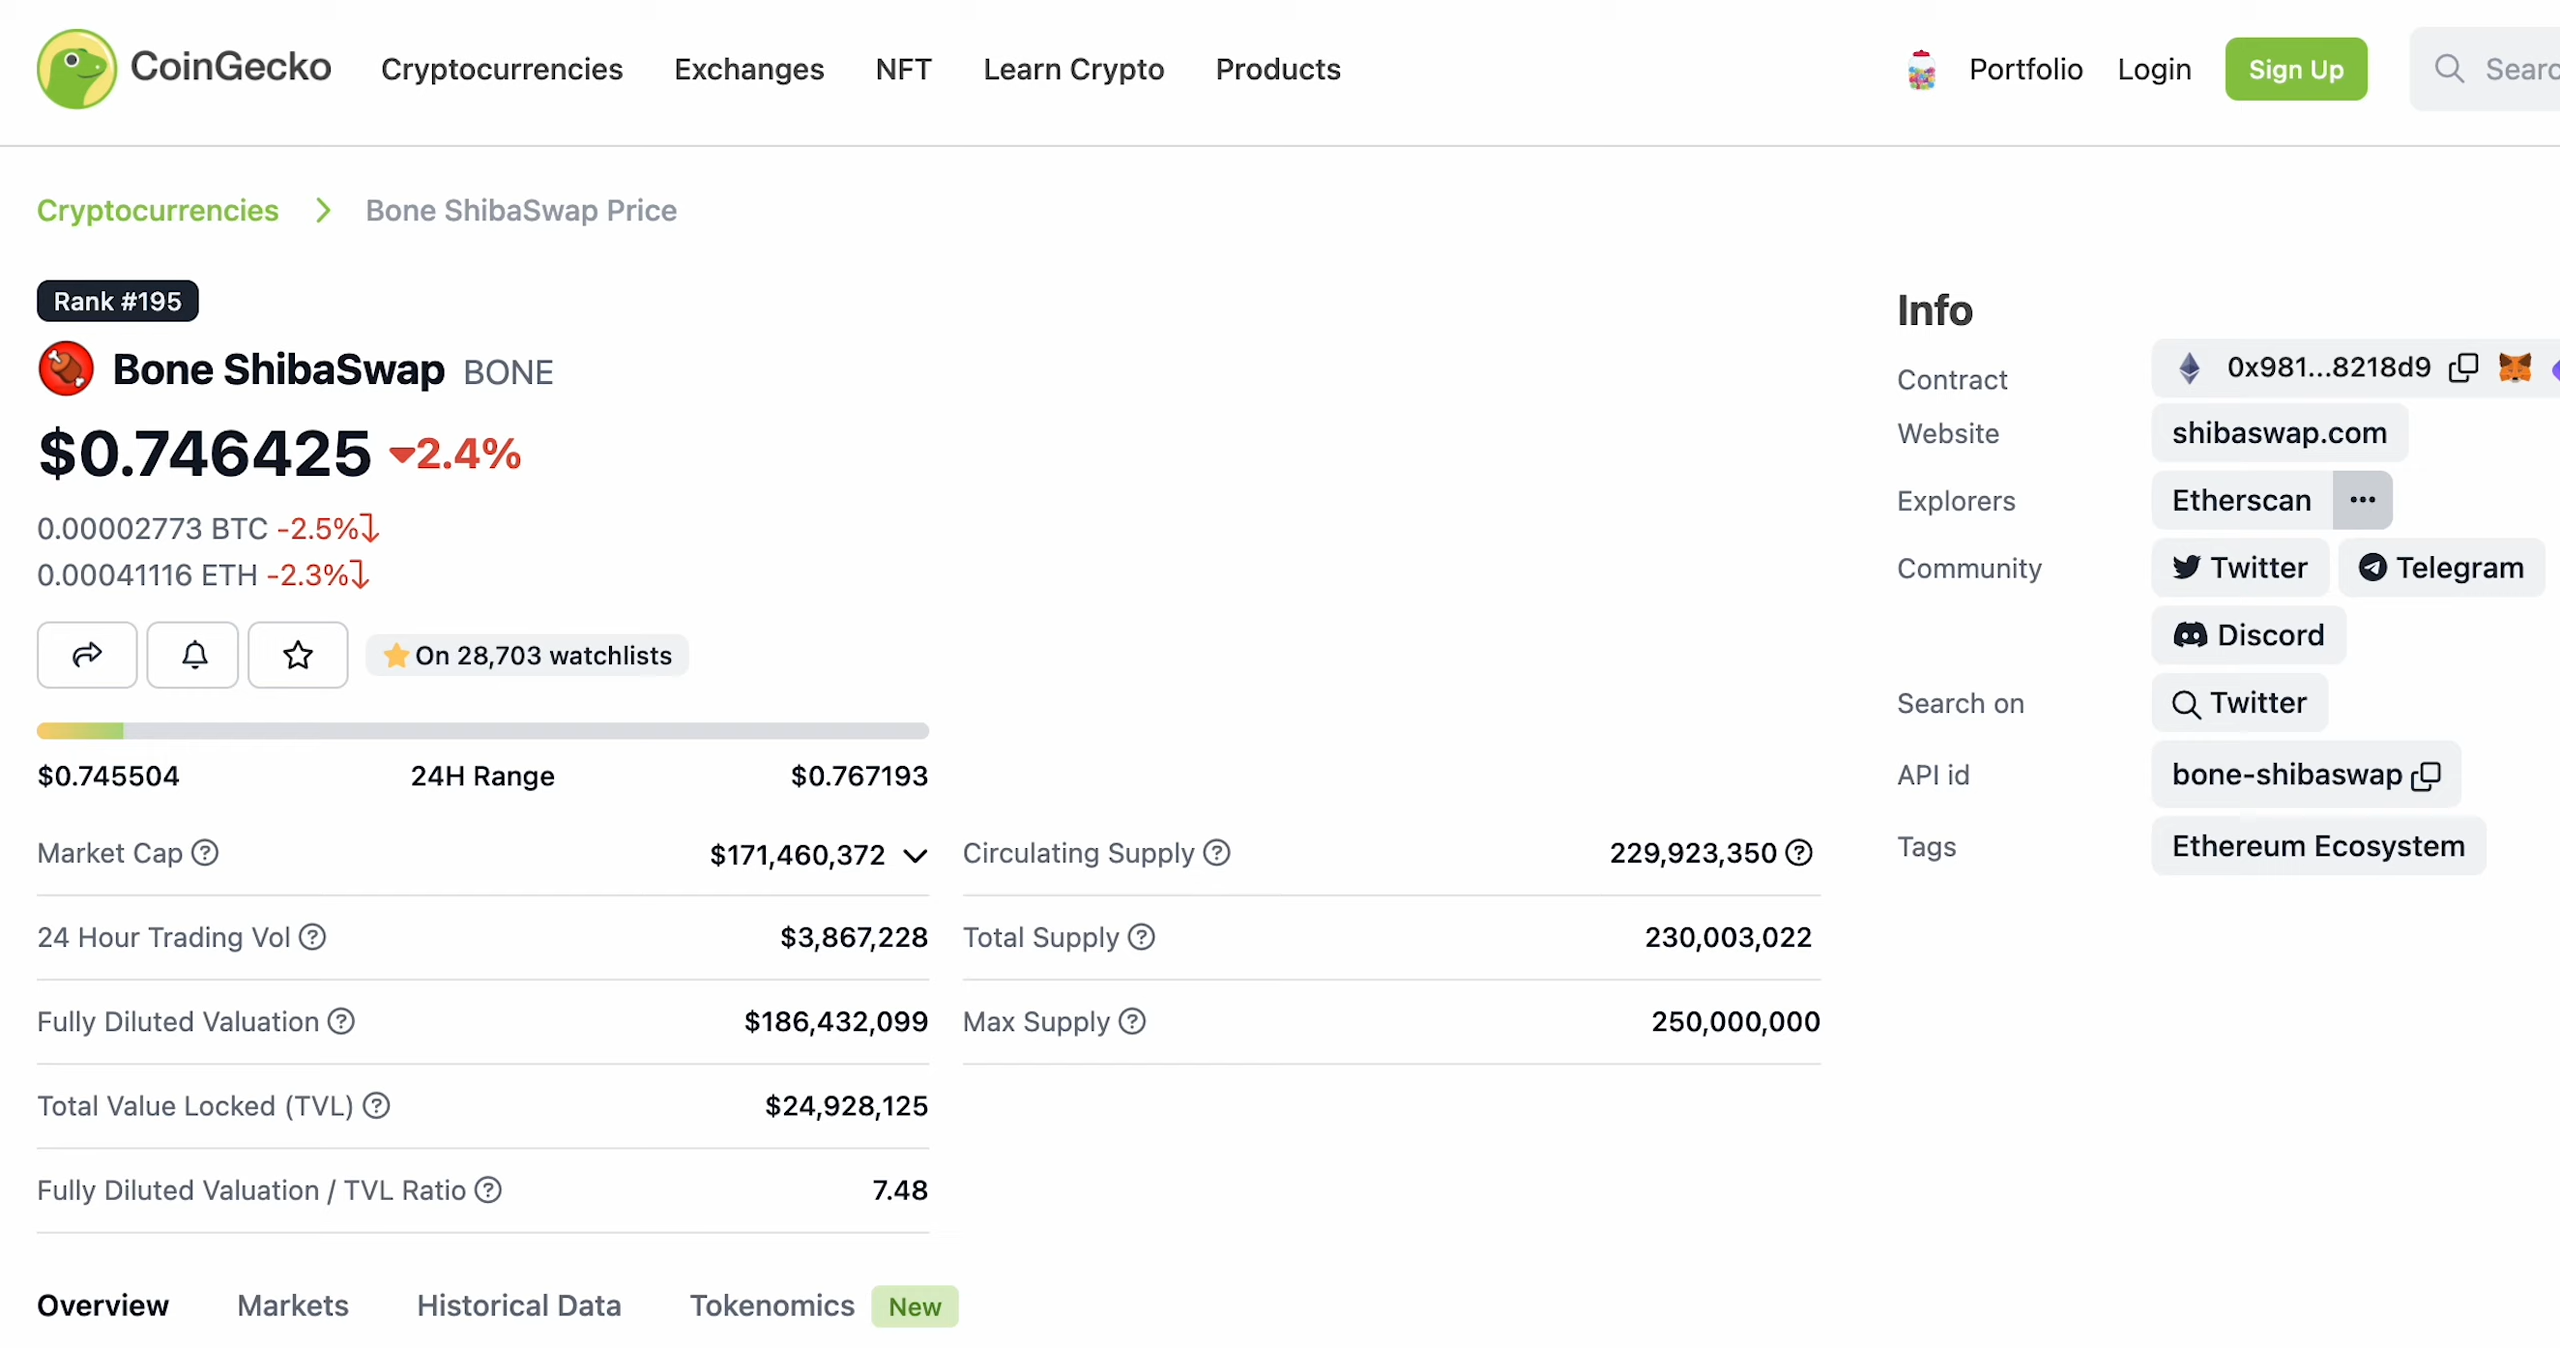 CoinGecko Cryptocurrencies Exchanges NFT Learn Crypto Products Portfolio Login Sign Up
Cryptocurrencies Bone ShibaSwap Price
Rank #195
Bone ShibaSwap BONE
$0.746425 2.4%
0.00002773 BTC -2.5%
0.00041116 ETH -2.3%
On 28,703 watchlists
$0.745504 24H Range $0.767193
Market Cap $171,460,372
24 Hour Trading Vol $3,867,228
Fully Diluted Valuation $186,432,099
Total Value Locked (TVL) $24,928,125
Fully Diluted Valuation / TVL Ratio 7.48
Circulating Supply 229,923,350
Total Supply 230,003,022
Max Supply 250,000,000
Info
Contract 0x981...8218d9
Website shibaswap.com
Explorers Etherscan
Community Twitter Telegram
Discord
Search on Twitter
API id bone-shibaswap
Tags Ethereum Ecosystem
Overview Markets Historical Data Tokenomics New